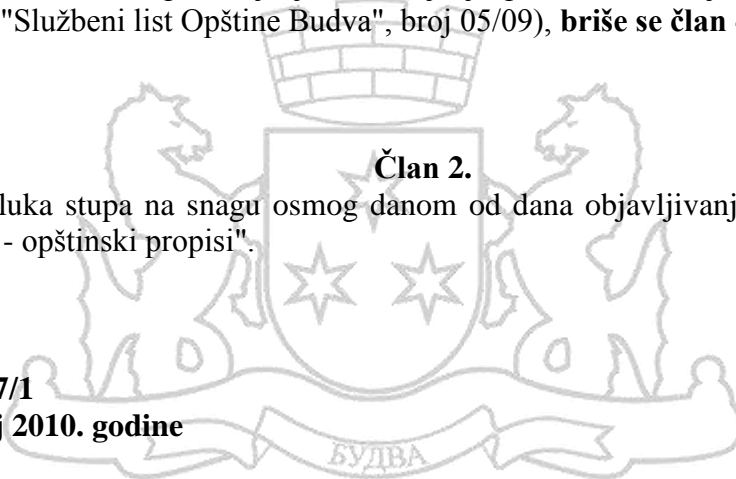 "Službeni list Opštine Budva", broj 05/09), briše se član
Član 2.
luka stupa na snagu osmog danom od dana objavljivanj
- opštinski propisi".
7/1
j 2010. godine
БУДВА